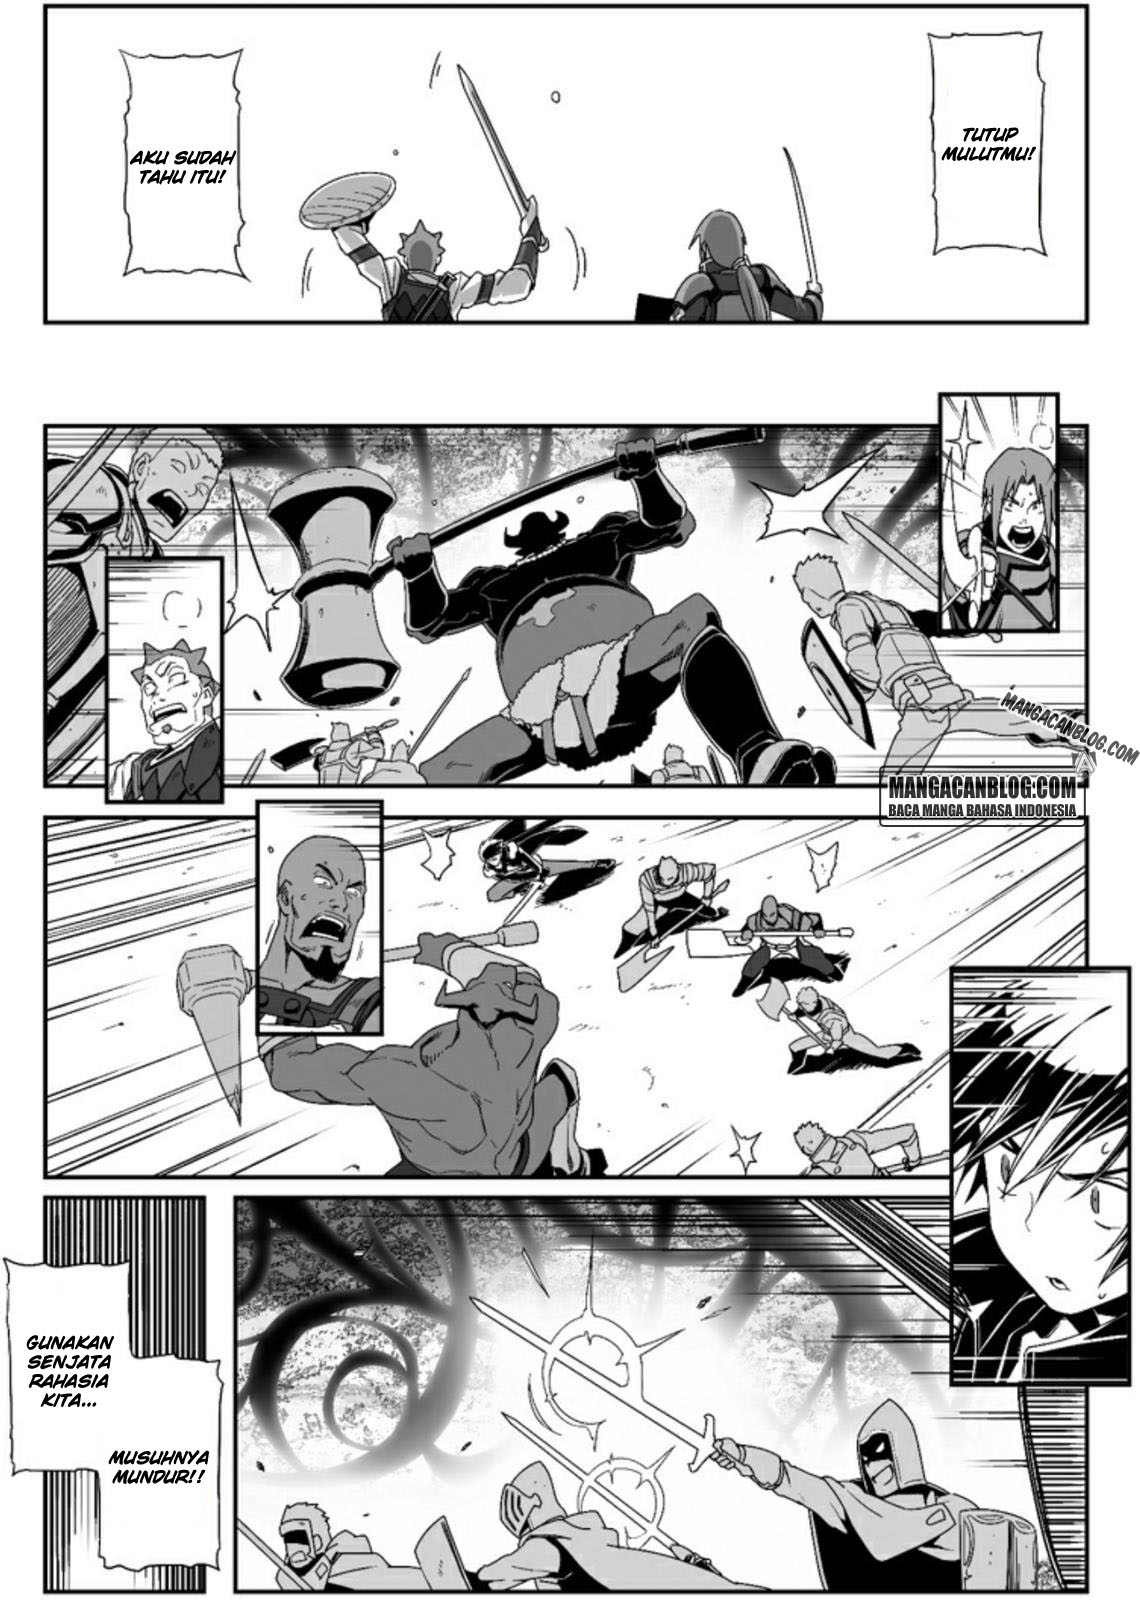 TUTUP
MULUTMU!
AKU SUDAH
TAHU ITU!
MANGACANBLOG.COM
MANGACANBLOG.COM
BACA MANGA BAHASA INDONESIA
GUNAKAN
SENJATA
RAHASIA
KITA...
MUSUHNYA
MUNDUR!!